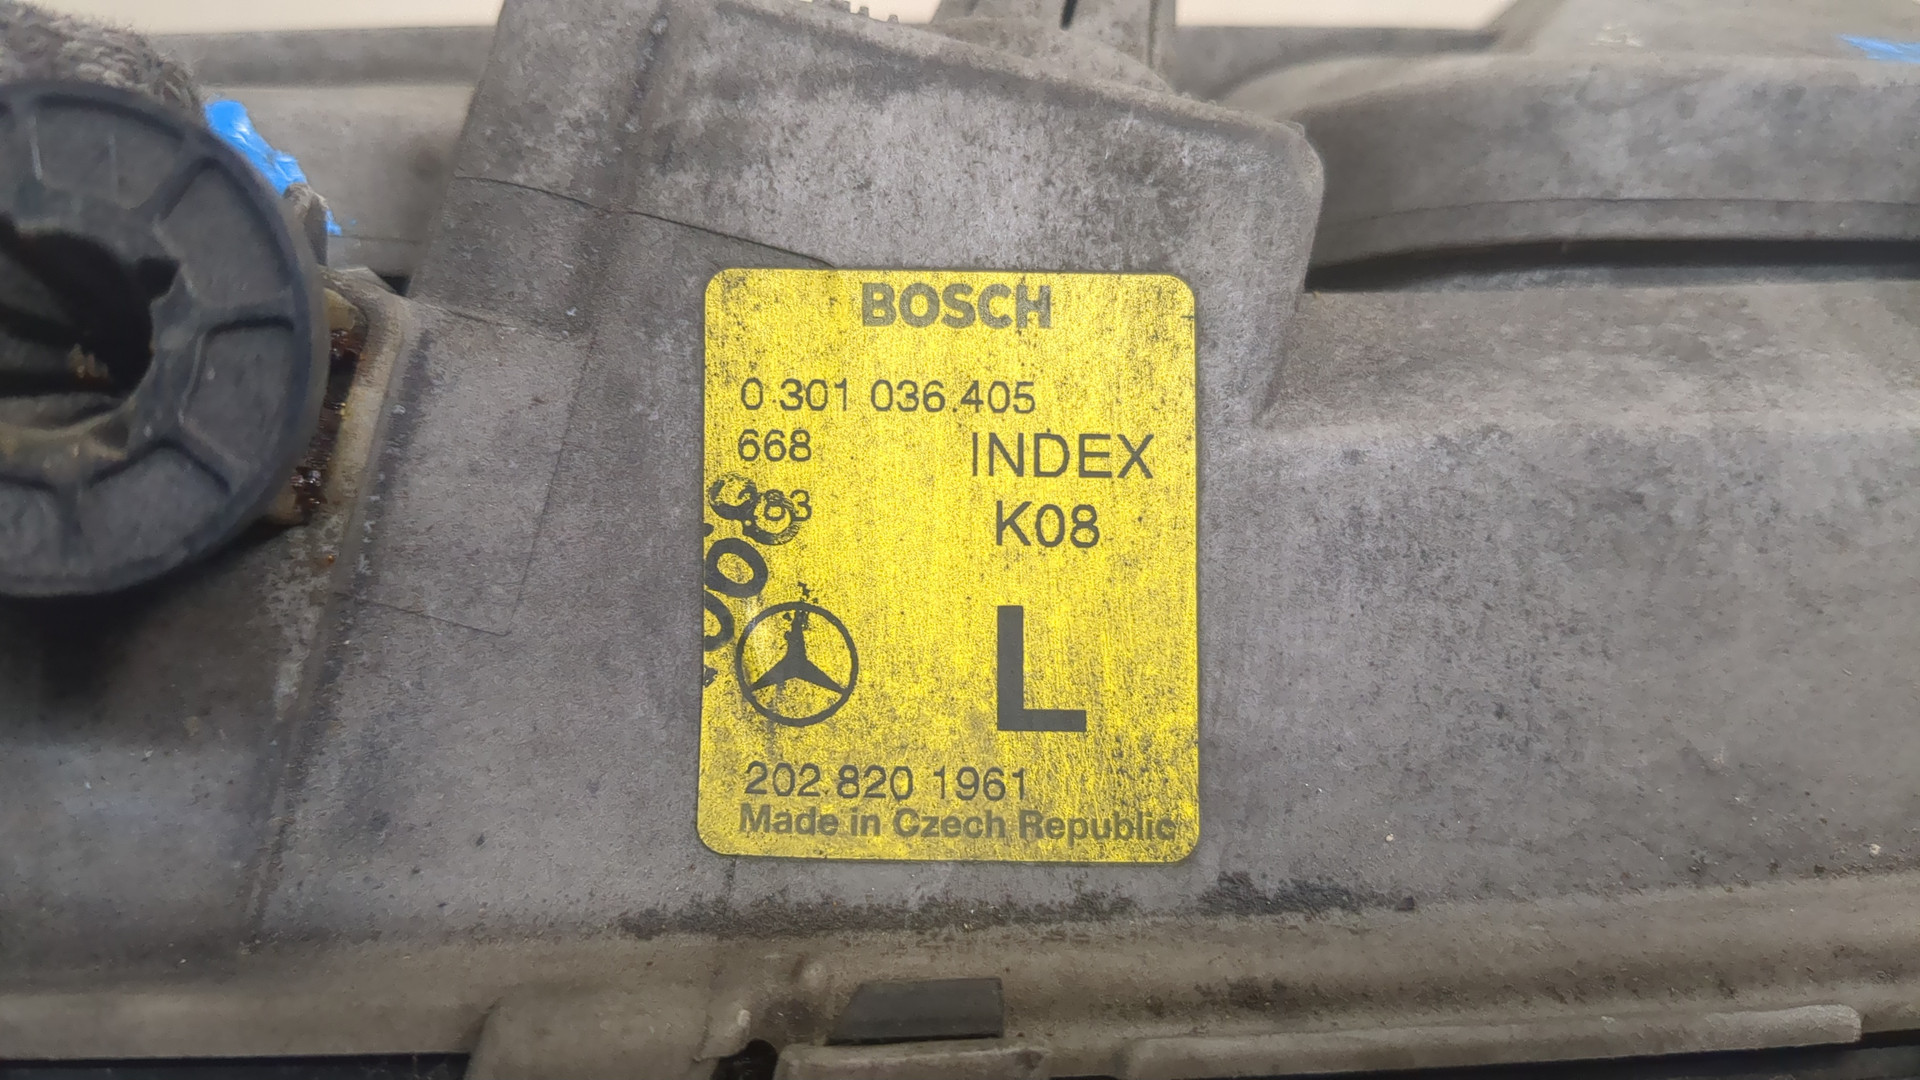 BOSCH
0 301 036 405
668 INDEX
K08
L
202 820 1961
Made in Czech Republic